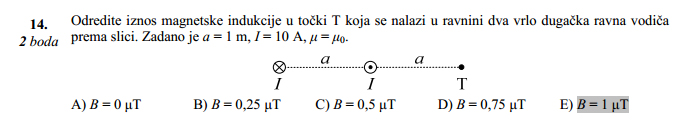 14. Odredite iznos magnetske indukcije u točki T koja se nalazi u ravnini dva vrlo dugačka ravna vodiča
2 boda prema slici. Zadano je a = 1 m, I = 10 A, μ = μ₀.
a a
I I T
A) B = 0 μT B) B = 0,25 μT C) B = 0,5 μT D) B = 0,75 μT E) B = 1 μT